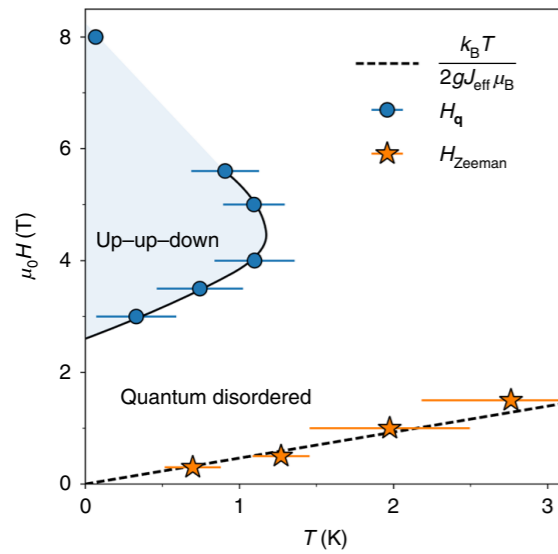 8
6
4
2
0
μ₀H (T)
k_B T
2gJ_eff μ_B
H_q
H_Zeeman
Up–up–down
Quantum disordered
0
1
2
3
T (K)